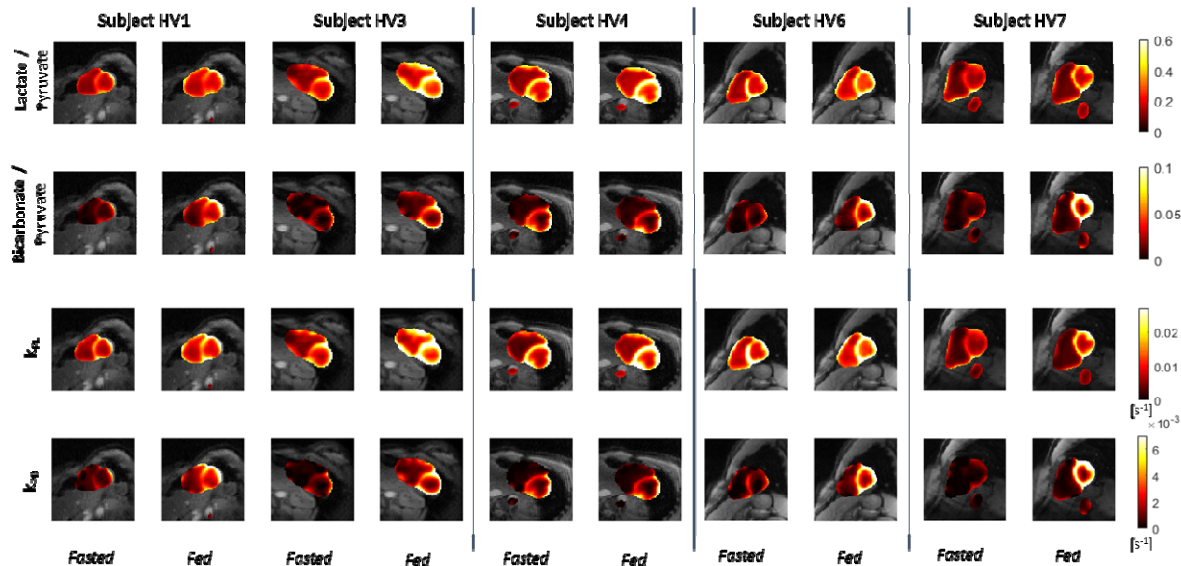 Subject HV1 Subject HV3 Subject HV4 Subject HV6 Subject HV7
Lactate /
Pyruvate
0.6
0.4
0.2
0
Bicarbonate /
Pyruvate
0.1
0.05
0
kPL
0.02
0.01
0
[s⁻¹]
× 10⁻³
kPB
6
4
2
0
[s⁻¹]
Fasted Fed Fasted Fed Fasted Fed Fasted Fed Fasted Fed